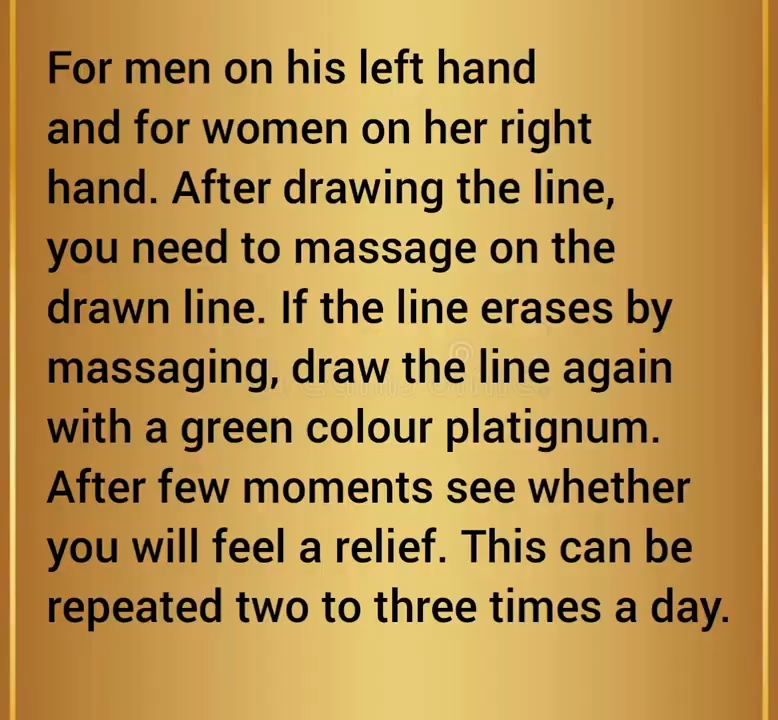 For men on his left hand
and for women on her right
hand. After drawing the line,
you need to massage on the
drawn line. If the line erases by
massaging, draw the line again
with a green colour platignum.
After few moments see whether
you will feel a relief. This can be
repeated two to three times a day.